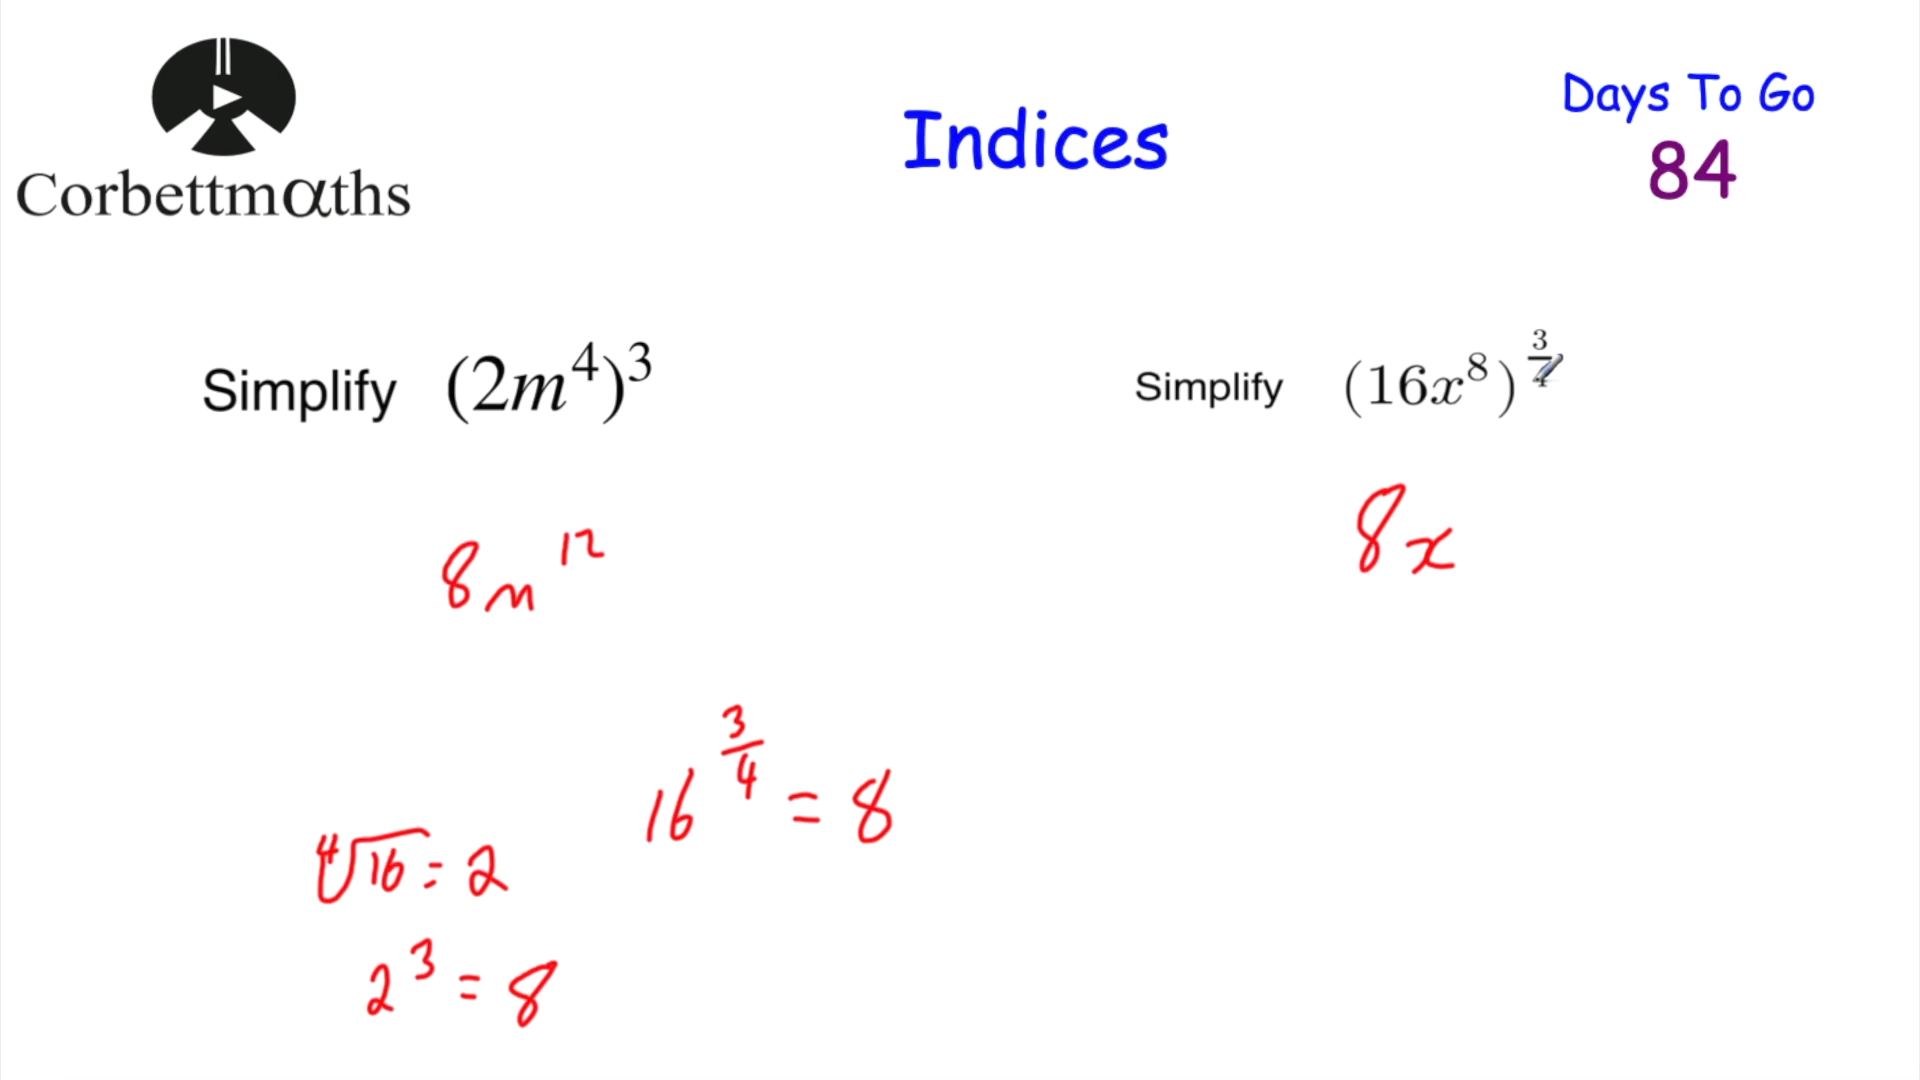 Corbettmαths
Indices
Days To Go
84
Simplify (2m⁴)³
8m¹²
Simplify (16x⁸)^(3/4)
8x
16^(3/4) = 8
⁴√16 = 2
2³ = 8